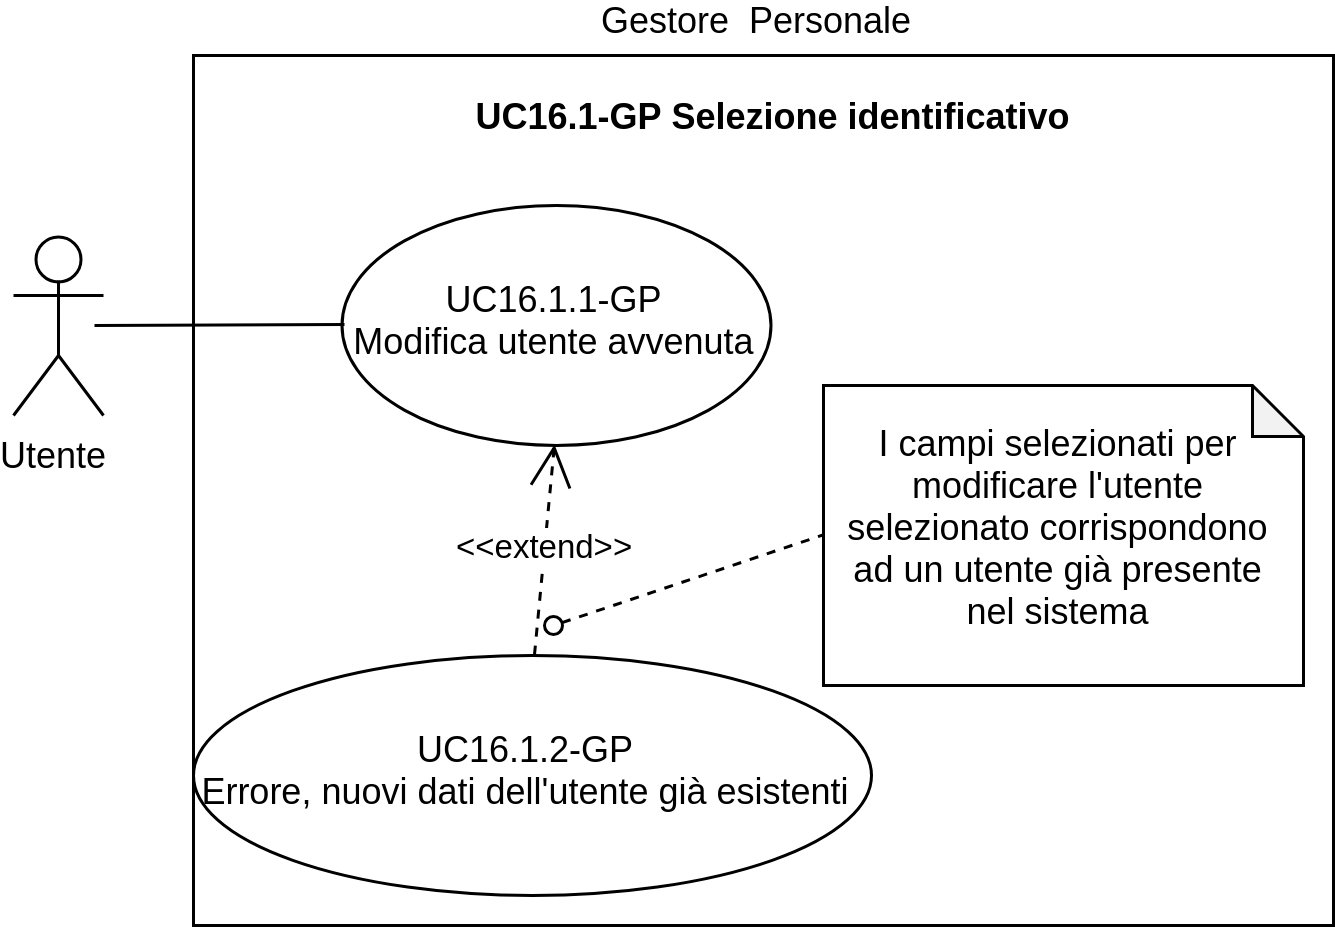 Gestore  Personale
UC16.1-GP Selezione identificativo
UC16.1.1-GP
Modifica utente avvenuta
Utente
I campi selezionati per
modificare l'utente
selezionato corrispondono
ad un utente già presente
nel sistema
<<extend>>
UC16.1.2-GP
Errore, nuovi dati dell'utente già esistenti